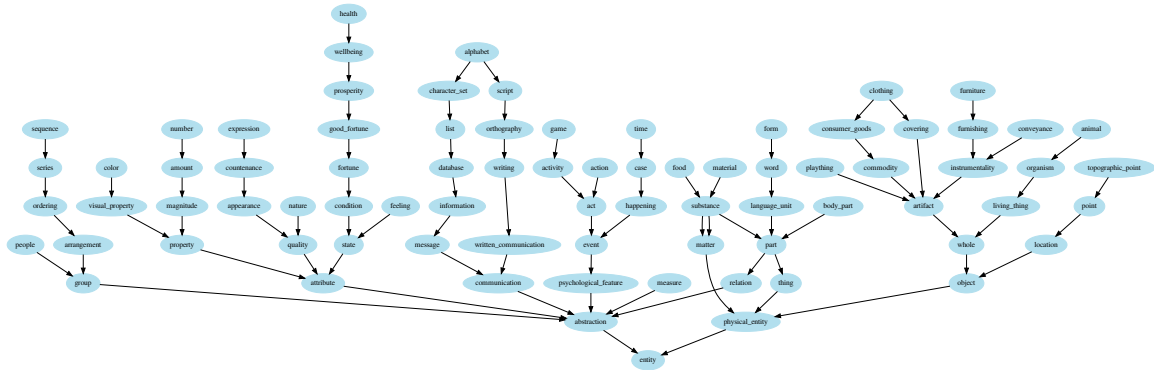 health
wellbeing
alphabet
prosperity
character_set
script
clothing
furniture
sequence
number
expression
good_fortune
list
orthography
game
time
form
consumer_goods
covering
furnishing
conveyance
animal
series
color
amount
countenance
fortune
database
writing
activity
action
case
food
material
word
plaything
commodity
instrumentality
organism
topographic_point
ordering
visual_property
magnitude
appearance
nature
condition
feeling
information
act
happening
substance
language_unit
body_part
artifact
living_thing
point
people
arrangement
property
quality
state
message
written_communication
event
matter
part
whole
location
group
attribute
communication
psychological_feature
measure
relation
thing
object
abstraction
physical_entity
entity